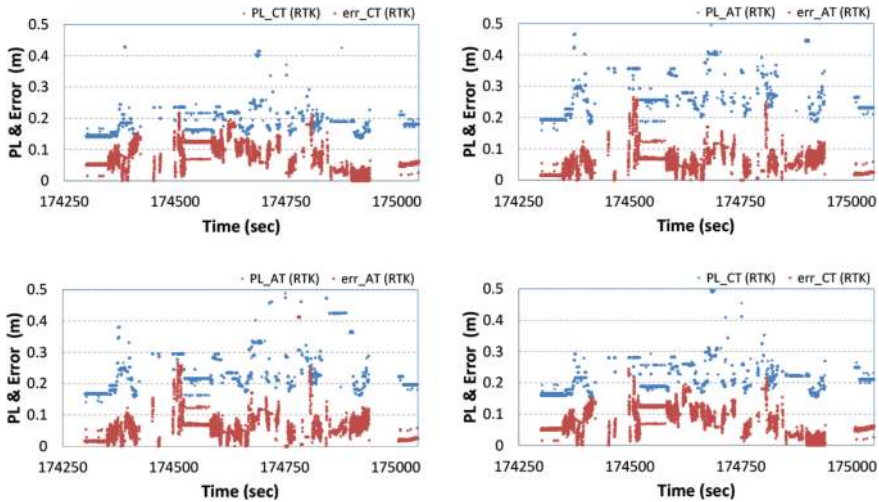 PL_CT (RTK) err_CT (RTK)
0.5
0.4
0.3
0.2
0.1
0
PL & Error (m)
174250 174500 174750 175000
Time (sec)
PL_AT (RTK) err_AT (RTK)
0.5
0.4
0.3
0.2
0.1
0
PL & Error (m)
174250 174500 174750 175000
Time (sec)
PL_AT (RTK) err_AT (RTK)
0.5
0.4
0.3
0.2
0.1
0
PL & Error (m)
174250 174500 174750 175000
Time (sec)
PL_CT (RTK) err_CT (RTK)
0.5
0.4
0.3
0.2
0.1
0
PL & Error (m)
174250 174500 174750 175000
Time (sec)